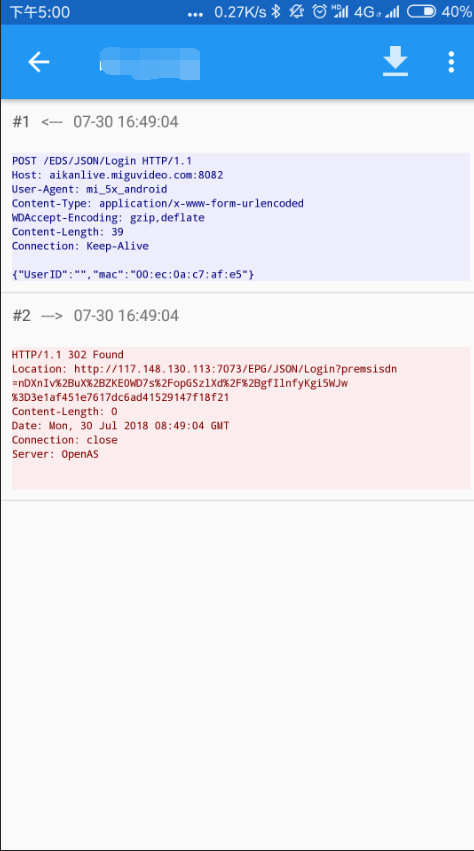 下午5:00 ... 0.27K/s HD 4G 40%
#1 <--- 07-30 16:49:04
POST /EDS/JSON/Login HTTP/1.1
Host: aikanlive.miguvideo.com:8082
User-Agent: mi_5x_android
Content-Type: application/x-www-form-urlencoded
WDAccept-Encoding: gzip,deflate
Content-Length: 39
Connection: Keep-Alive
{"UserID":"","mac":"00:ec:0a:c7:af:e5"}
#2 ---> 07-30 16:49:04
HTTP/1.1 302 Found
Location: http://117.148.130.113:7073/EPG/JSON/Login?premsisdn
=nDXnIv%2BuX%2BZKE0WD7s%2FopGSzlXd%2F%2BgfIlnfyKgi5WJw
%3D3e1af451e7617dc6ad41529147f18f21
Content-Length: 0
Date: Mon, 30 Jul 2018 08:49:04 GMT
Connection: close
Server: OpenAS